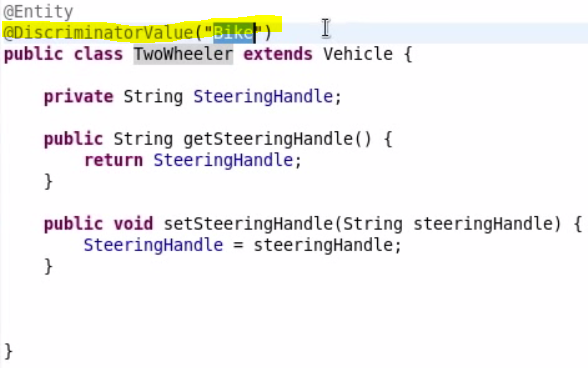 @Entity
@DiscriminatorValue("Bike")
public class TwoWheeler extends Vehicle {
private String SteeringHandle;
public String getSteeringHandle() {
return SteeringHandle;
}
public void setSteeringHandle(String steeringHandle) {
SteeringHandle = steeringHandle;
}
}